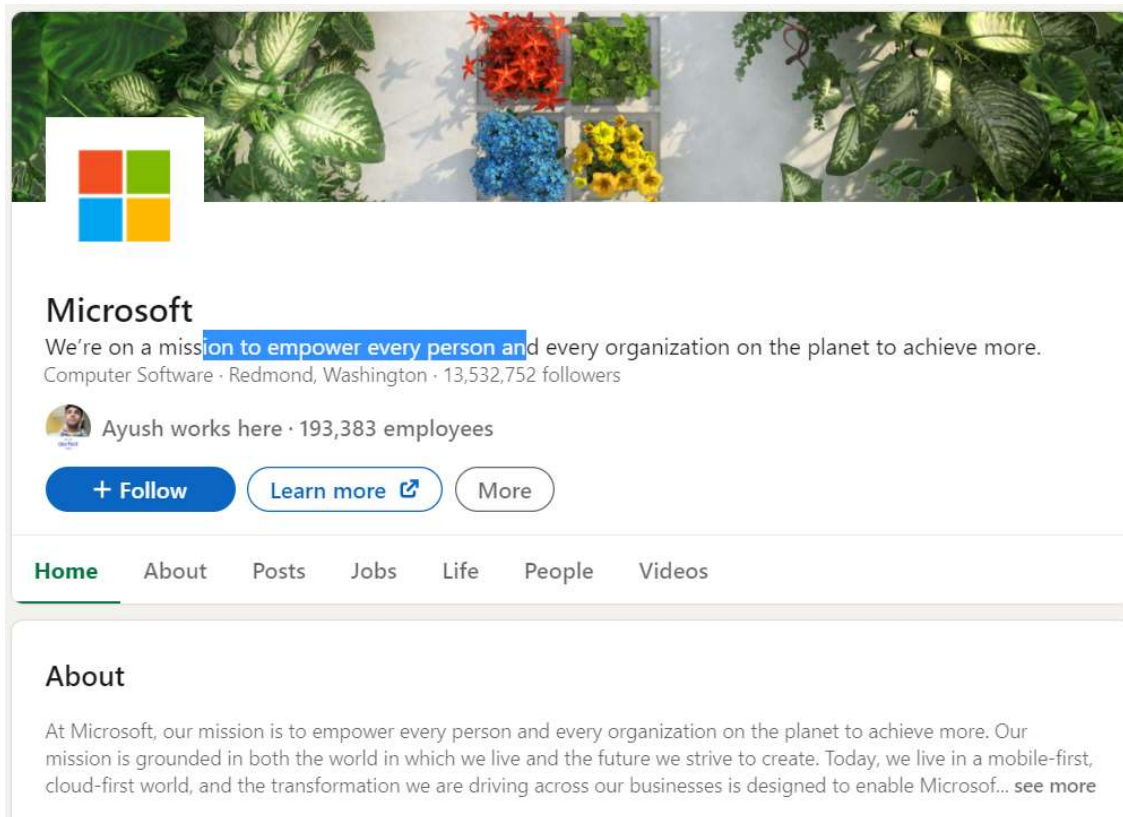 Microsoft
We're on a mission to empower every person and every organization on the planet to achieve more.
Computer Software · Redmond, Washington · 13,532,752 followers
Ayush works here · 193,383 employees
+ Follow
Learn more
More
Home
About
Posts
Jobs
Life
People
Videos
About
At Microsoft, our mission is to empower every person and every organization on the planet to achieve more. Our
mission is grounded in both the world in which we live and the future we strive to create. Today, we live in a mobile-first,
cloud-first world, and the transformation we are driving across our businesses is designed to enable Microsof... see more